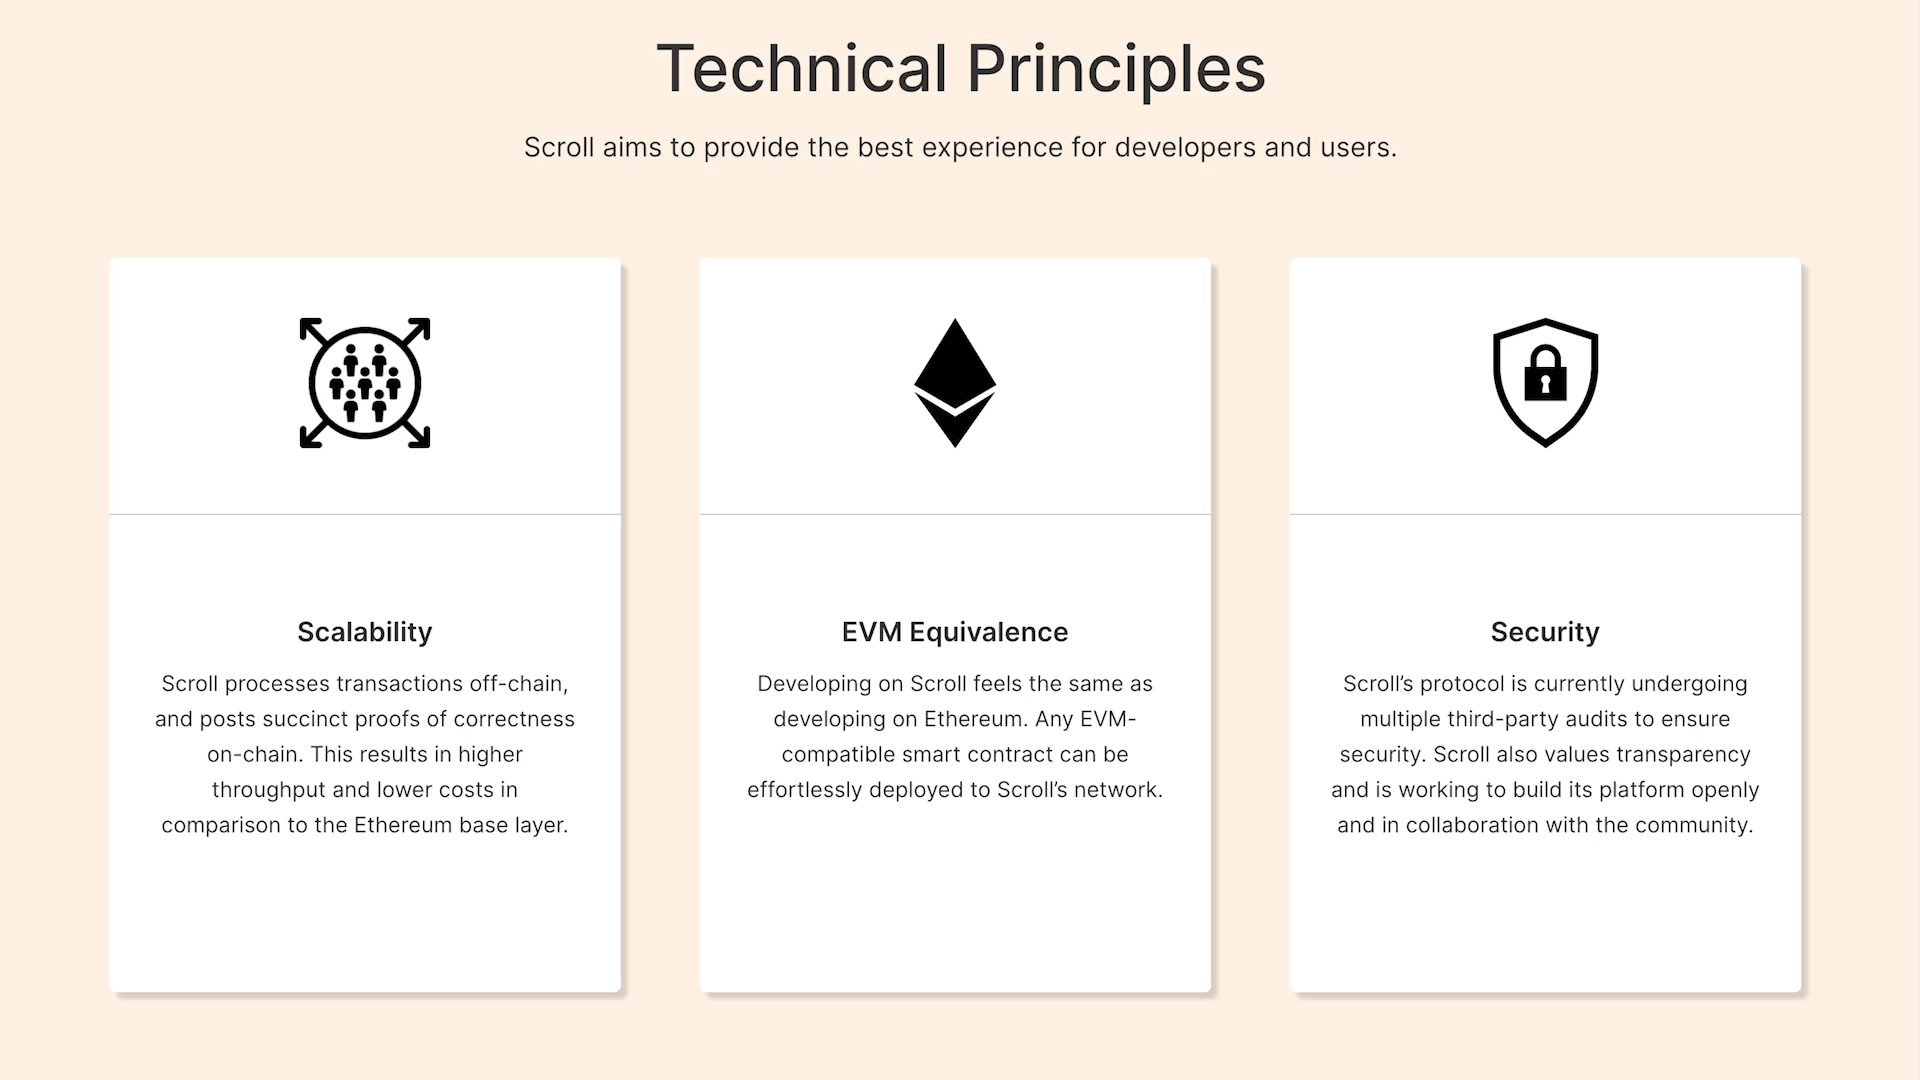 Technical Principles
Scroll aims to provide the best experience for developers and users.
Scalability
Scroll processes transactions off-chain,
and posts succinct proofs of correctness
on-chain. This results in higher
throughput and lower costs in
comparison to the Ethereum base layer.
EVM Equivalence
Developing on Scroll feels the same as
developing on Ethereum. Any EVM-
compatible smart contract can be
effortlessly deployed to Scroll’s network.
Security
Scroll’s protocol is currently undergoing
multiple third-party audits to ensure
security. Scroll also values transparency
and is working to build its platform openly
and in collaboration with the community.